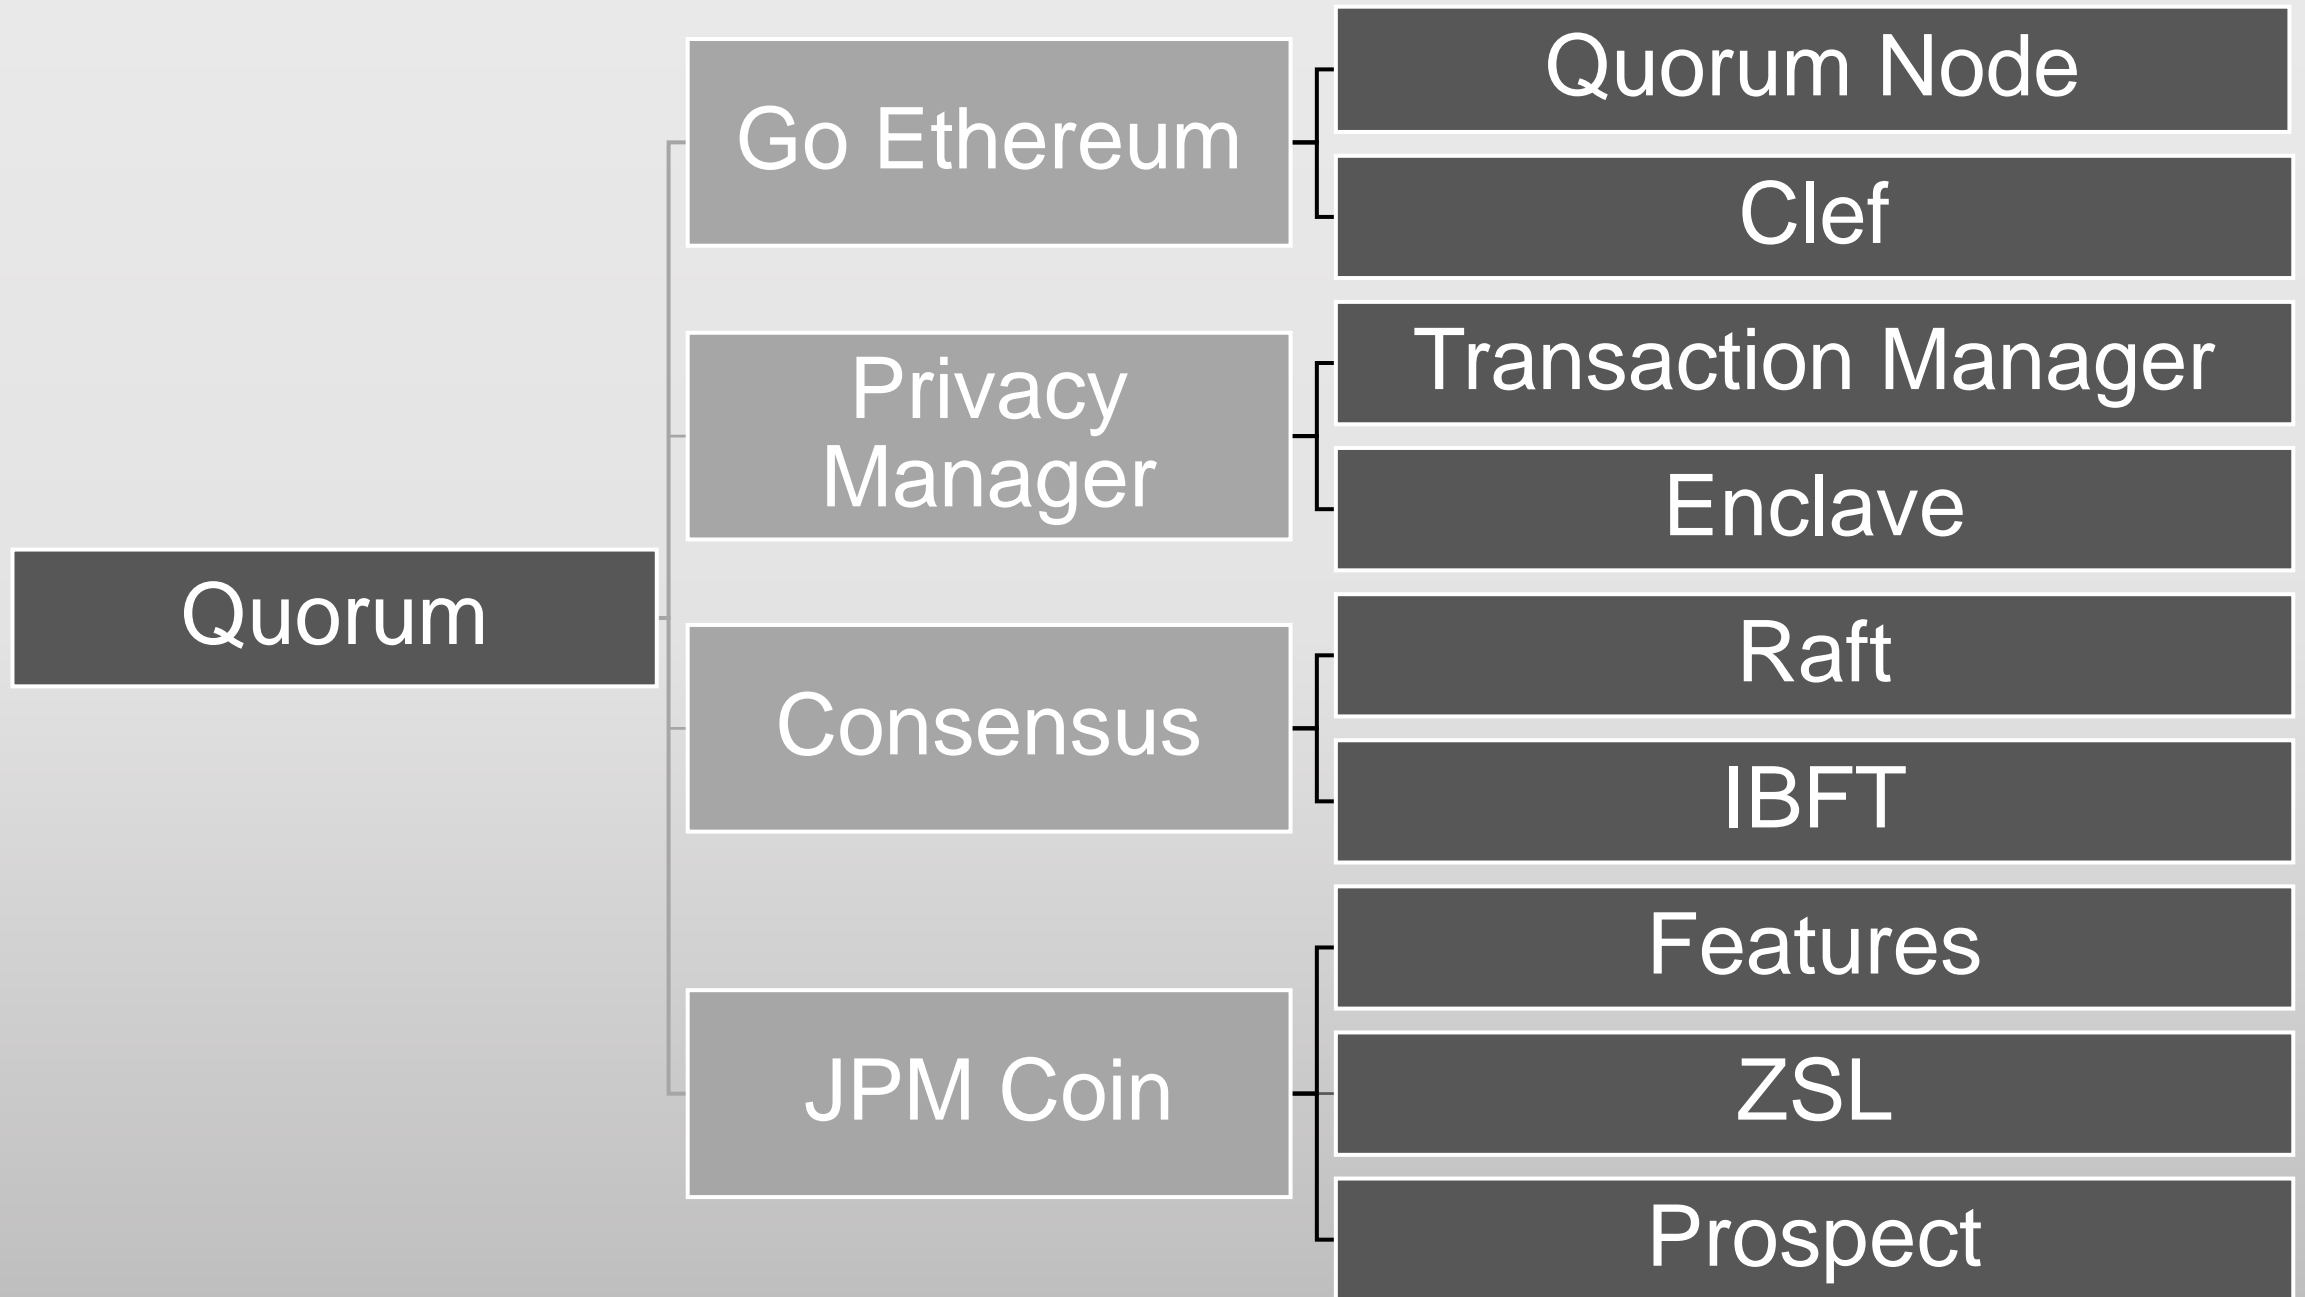 Quorum
Go Ethereum
Quorum Node
Clef
Privacy
Manager
Transaction Manager
Enclave
Consensus
Raft
IBFT
JPM Coin
Features
ZSL
Prospect